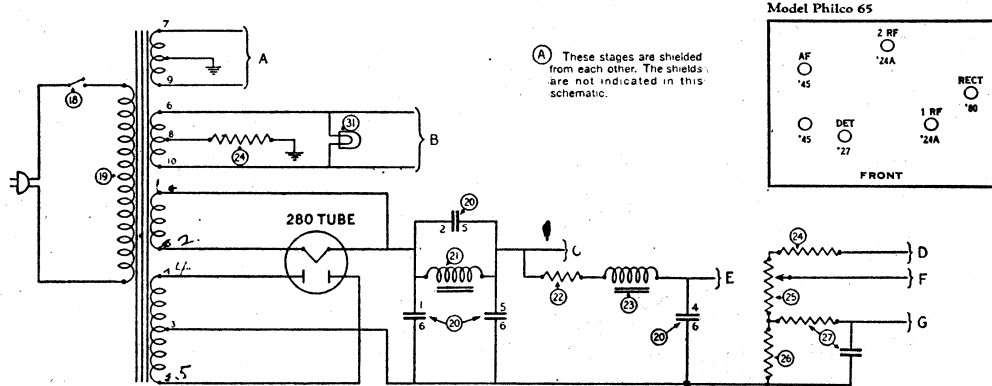 Model Philco 65
7
A
9
18
19
6
8
24
31
B
10
1
2.
4
3
5
280 TUBE
20
2 5
21
1
6
20
5
6
C
22
23
E
20
4
6
A These stages are shielded
from each other. The shields
are not indicated in this
schematic.
2 RF
'24A
AF
'45
RECT
'80
'45
DET
'27
1 RF
'24A
FRONT
24
D
F
25
G
27
26